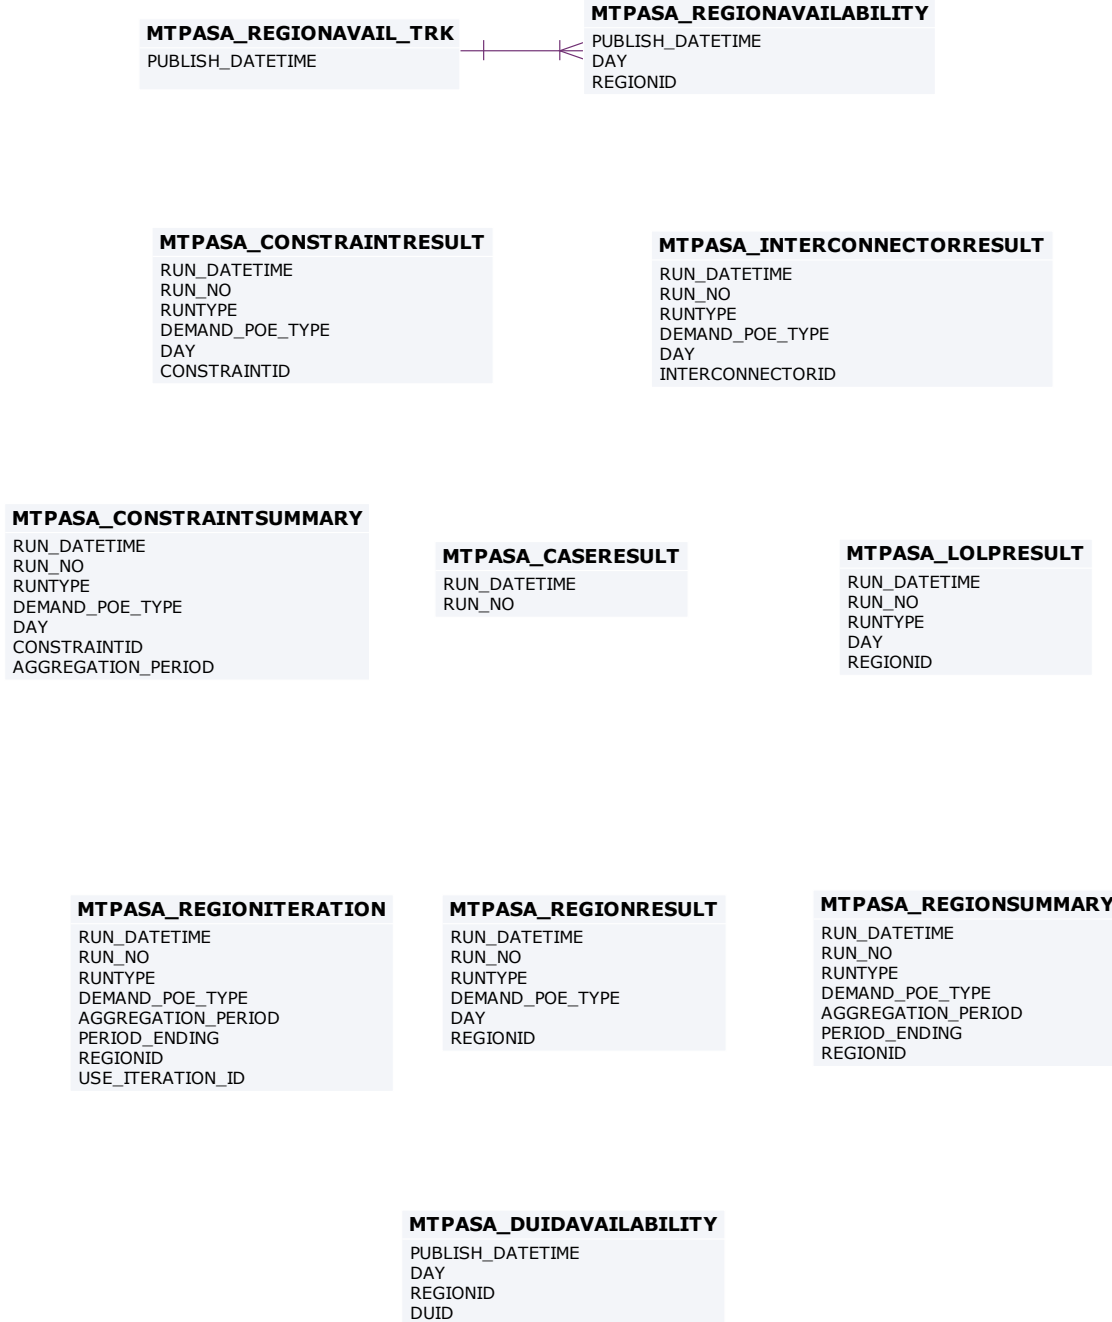 MTPASA_REGIONAVAIL_TRK
PUBLISH_DATETIME
MTPASA_REGIONAVAILABILITY
PUBLISH_DATETIME
DAY
REGIONID
MTPASA_CONSTRAINTRESULT
RUN_DATETIME
RUN_NO
RUNTYPE
DEMAND_POE_TYPE
DAY
CONSTRAINTID
MTPASA_INTERCONNECTORRESULT
RUN_DATETIME
RUN_NO
RUNTYPE
DEMAND_POE_TYPE
DAY
INTERCONNECTORID
MTPASA_CONSTRAINTSUMMARY
RUN_DATETIME
RUN_NO
RUNTYPE
DEMAND_POE_TYPE
DAY
CONSTRAINTID
AGGREGATION_PERIOD
MTPASA_CASERESULT
RUN_DATETIME
RUN_NO
MTPASA_LOLPRESULT
RUN_DATETIME
RUN_NO
RUNTYPE
DAY
REGIONID
MTPASA_REGIONITERATION
RUN_DATETIME
RUN_NO
RUNTYPE
DEMAND_POE_TYPE
AGGREGATION_PERIOD
PERIOD_ENDING
REGIONID
USE_ITERATION_ID
MTPASA_REGIONRESULT
RUN_DATETIME
RUN_NO
RUNTYPE
DEMAND_POE_TYPE
DAY
REGIONID
MTPASA_REGIONSUMMARY
RUN_DATETIME
RUN_NO
RUNTYPE
DEMAND_POE_TYPE
AGGREGATION_PERIOD
PERIOD_ENDING
REGIONID
MTPASA_DUIDAVAILABILITY
PUBLISH_DATETIME
DAY
REGIONID
DUID